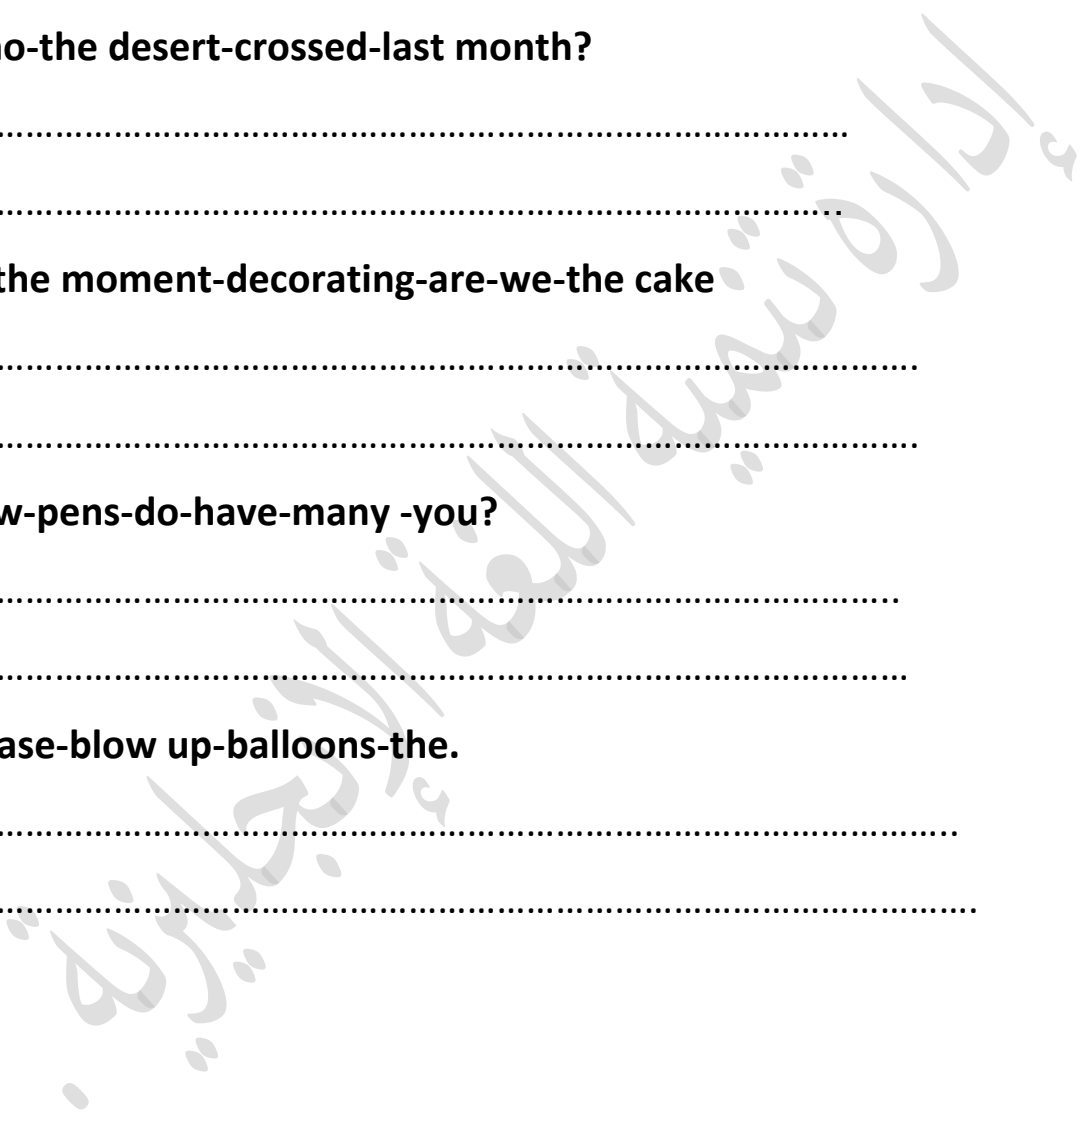 no-the desert-crossed-last month?
…………………………………………………………………………
………………………………………………………………………..
the moment-decorating-are-we-the cake
……………………………………………………………………………….
……………………………………………………………………………….
w-pens-do-have-many -you?
……………………………………………………………………………..
………………………………………………………………………………
ase-blow up-balloons-the.
…………………………………………………………………………………..
…………………………………………………………………………………….
إدارة تنمية اللغة الإنجليزية .